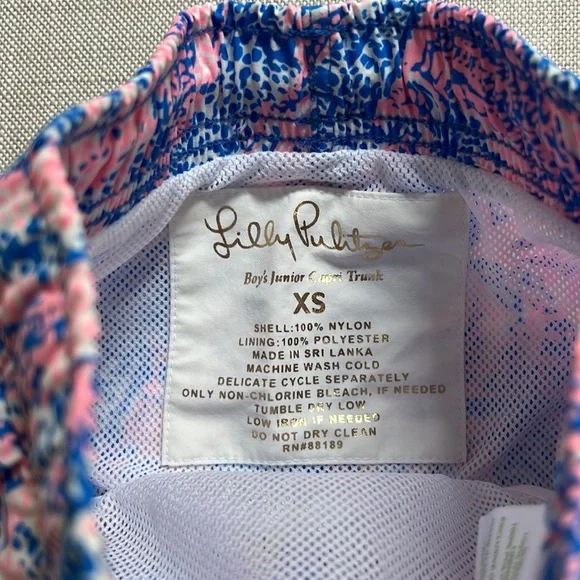 Lilly Pulitzer
Boy's Junior Capri Trunk
XS
SHELL:100% NYLON
LINING:100% POLYESTER
MADE IN SRI LANKA
MACHINE WASH COLD
DELICATE CYCLE SEPARATELY
ONLY NON-CHLORINE BLEACH, IF NEEDED
TUMBLE DRY LOW
LOW IRON IF NEEDED
DO NOT DRY CLEAN
RN#88189